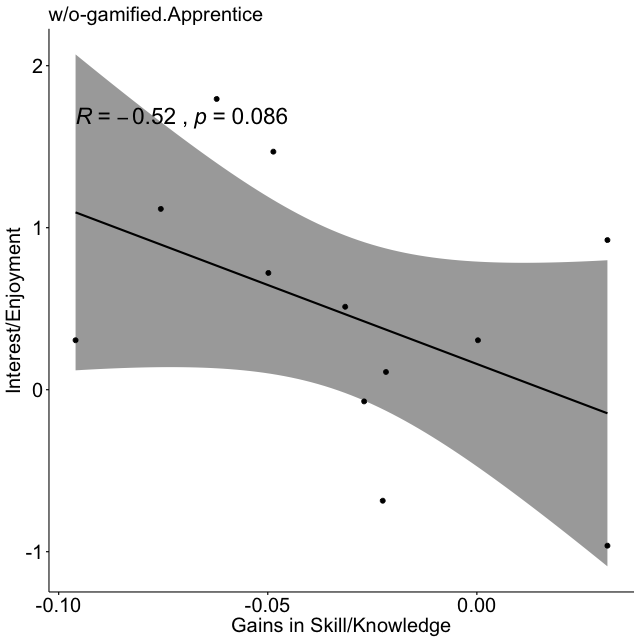 w/o-gamified.Apprentice
R = −0.52 , p = 0.086
Interest/Enjoyment
2
1
0
-1
-0.10 -0.05 0.00
Gains in Skill/Knowledge